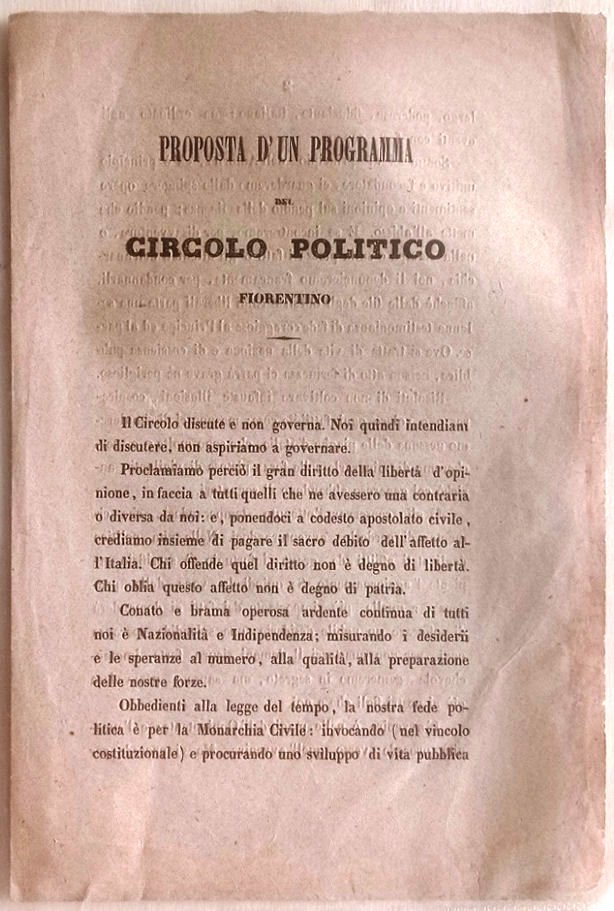 PROPOSTA D'UN PROGRAMMA
DEL
CIRCOLO POLITICO
FIORENTINO
Il Circolo discute e non governa. Noi quindi intendiam
di discutere, non aspiriamo a governare.
Proclamiamo perciò il gran diritto della libertà d'opi-
nione, in faccia a tutti quelli che ne avessero una contraria
o diversa da noi: e, ponendoci a codesto apostolato civile,
crediamo insieme di pagare il sacro debito dell'affetto al-
l'Italia. Chi offende quel diritto non è degno di libertà.
Chi oblia questo affetto non è degno di patria.
Conato e brama operosa ardente continua di tutti
noi è Nazionalità e Indipendenza; misurando i desiderii
e le speranze al numero, alla qualità, alla preparazione
delle nostre forze.
Obbedienti alla legge del tempo, la nostra fede po-
litica è per la Monarchia Civile: invocando (nel vincolo
costituzionale) e procurando uno sviluppo di vita pubblica